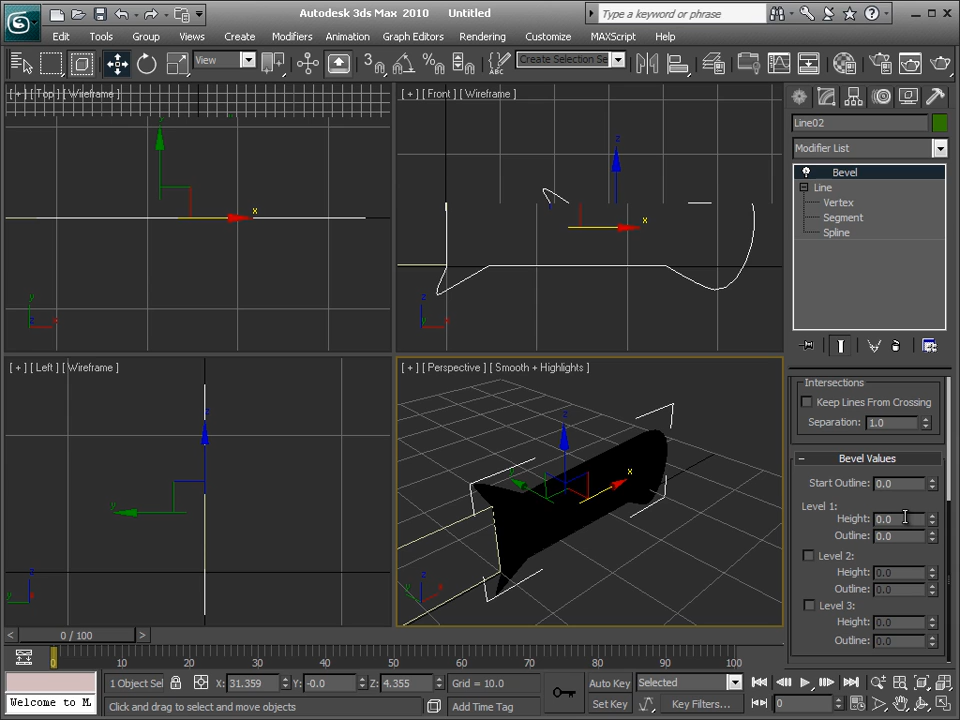 Autodesk 3ds Max 2010 Untitled
Type a keyword or phrase
Edit Tools Group Views Create Modifiers Animation Graph Editors Rendering Customize MAXScript Help
View
Create Selection Se
[ + ] [ Top ] [ Wireframe ]
[ + ] [ Front ] [ Wireframe ]
Line02
Modifier List
Bevel
Line
Vertex
Segment
Spline
[ + ] [ Left ] [ Wireframe ]
[ + ] [ Perspective ] [ Smooth + Highlights ]
Intersections
Keep Lines From Crossing
Separation: 1.0
Bevel Values
Start Outline: 0.0
Level 1:
Height: 0.0
Outline: 0.0
Level 2:
Height: 0.0
Outline: 0.0
Level 3:
Height: 0.0
Outline: 0.0
0 / 100
0 10 20 30 40 50 60 70 80 90 100
1 Object Sel X: 31.359 Y: -0.0 Z: 4.355 Grid = 10.0 Auto Key Selected
Welcome to M. Click and drag to select and move objects Add Time Tag Set Key Key Filters... 0